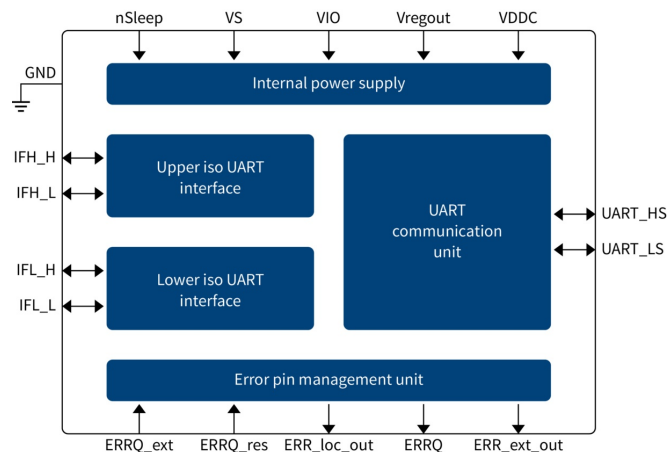 nSleep VS VIO Vregout VDDC
GND
Internal power supply
IFH_H
IFH_L
Upper iso UART
interface
UART
communication
unit
UART_HS
UART_LS
IFL_H
IFL_L
Lower iso UART
interface
Error pin management unit
ERRQ_ext ERRQ_res ERR_loc_out ERRQ ERR_ext_out